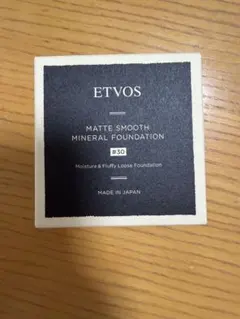 ETVOS
MATTE SMOOTH
MINERAL FOUNDATION
#30
Moisture & Fluffy Loose Foundation
MADE IN JAPAN